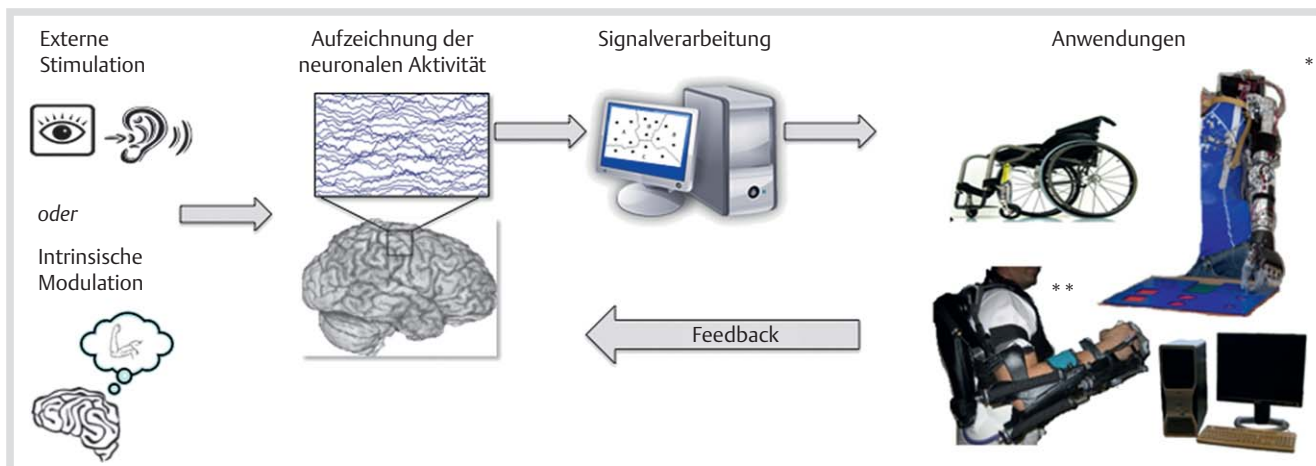 Externe
Stimulation
oder
Intrinsische
Modulation
Aufzeichnung der
neuronalen Aktivität
Signalverarbeitung
Anwendungen
*
**
Feedback